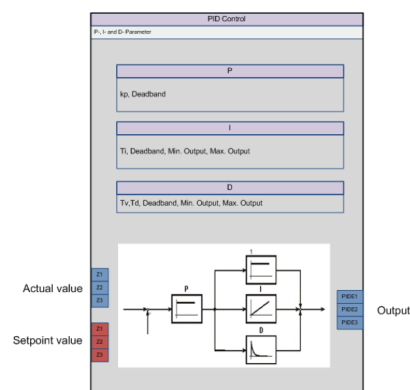 PID Control
P-, I- and D- Parameter
P
kp, Deadband
I
Ti, Deadband, Min. Output, Max. Output
D
Tv,Td, Deadband, Min. Output, Max. Output
Actual value
Z1
Z2
Z3
Setpoint value
Z1
Z2
Z3
P
1
I
D
PIDE1
PIDE2
PIDE3
Output